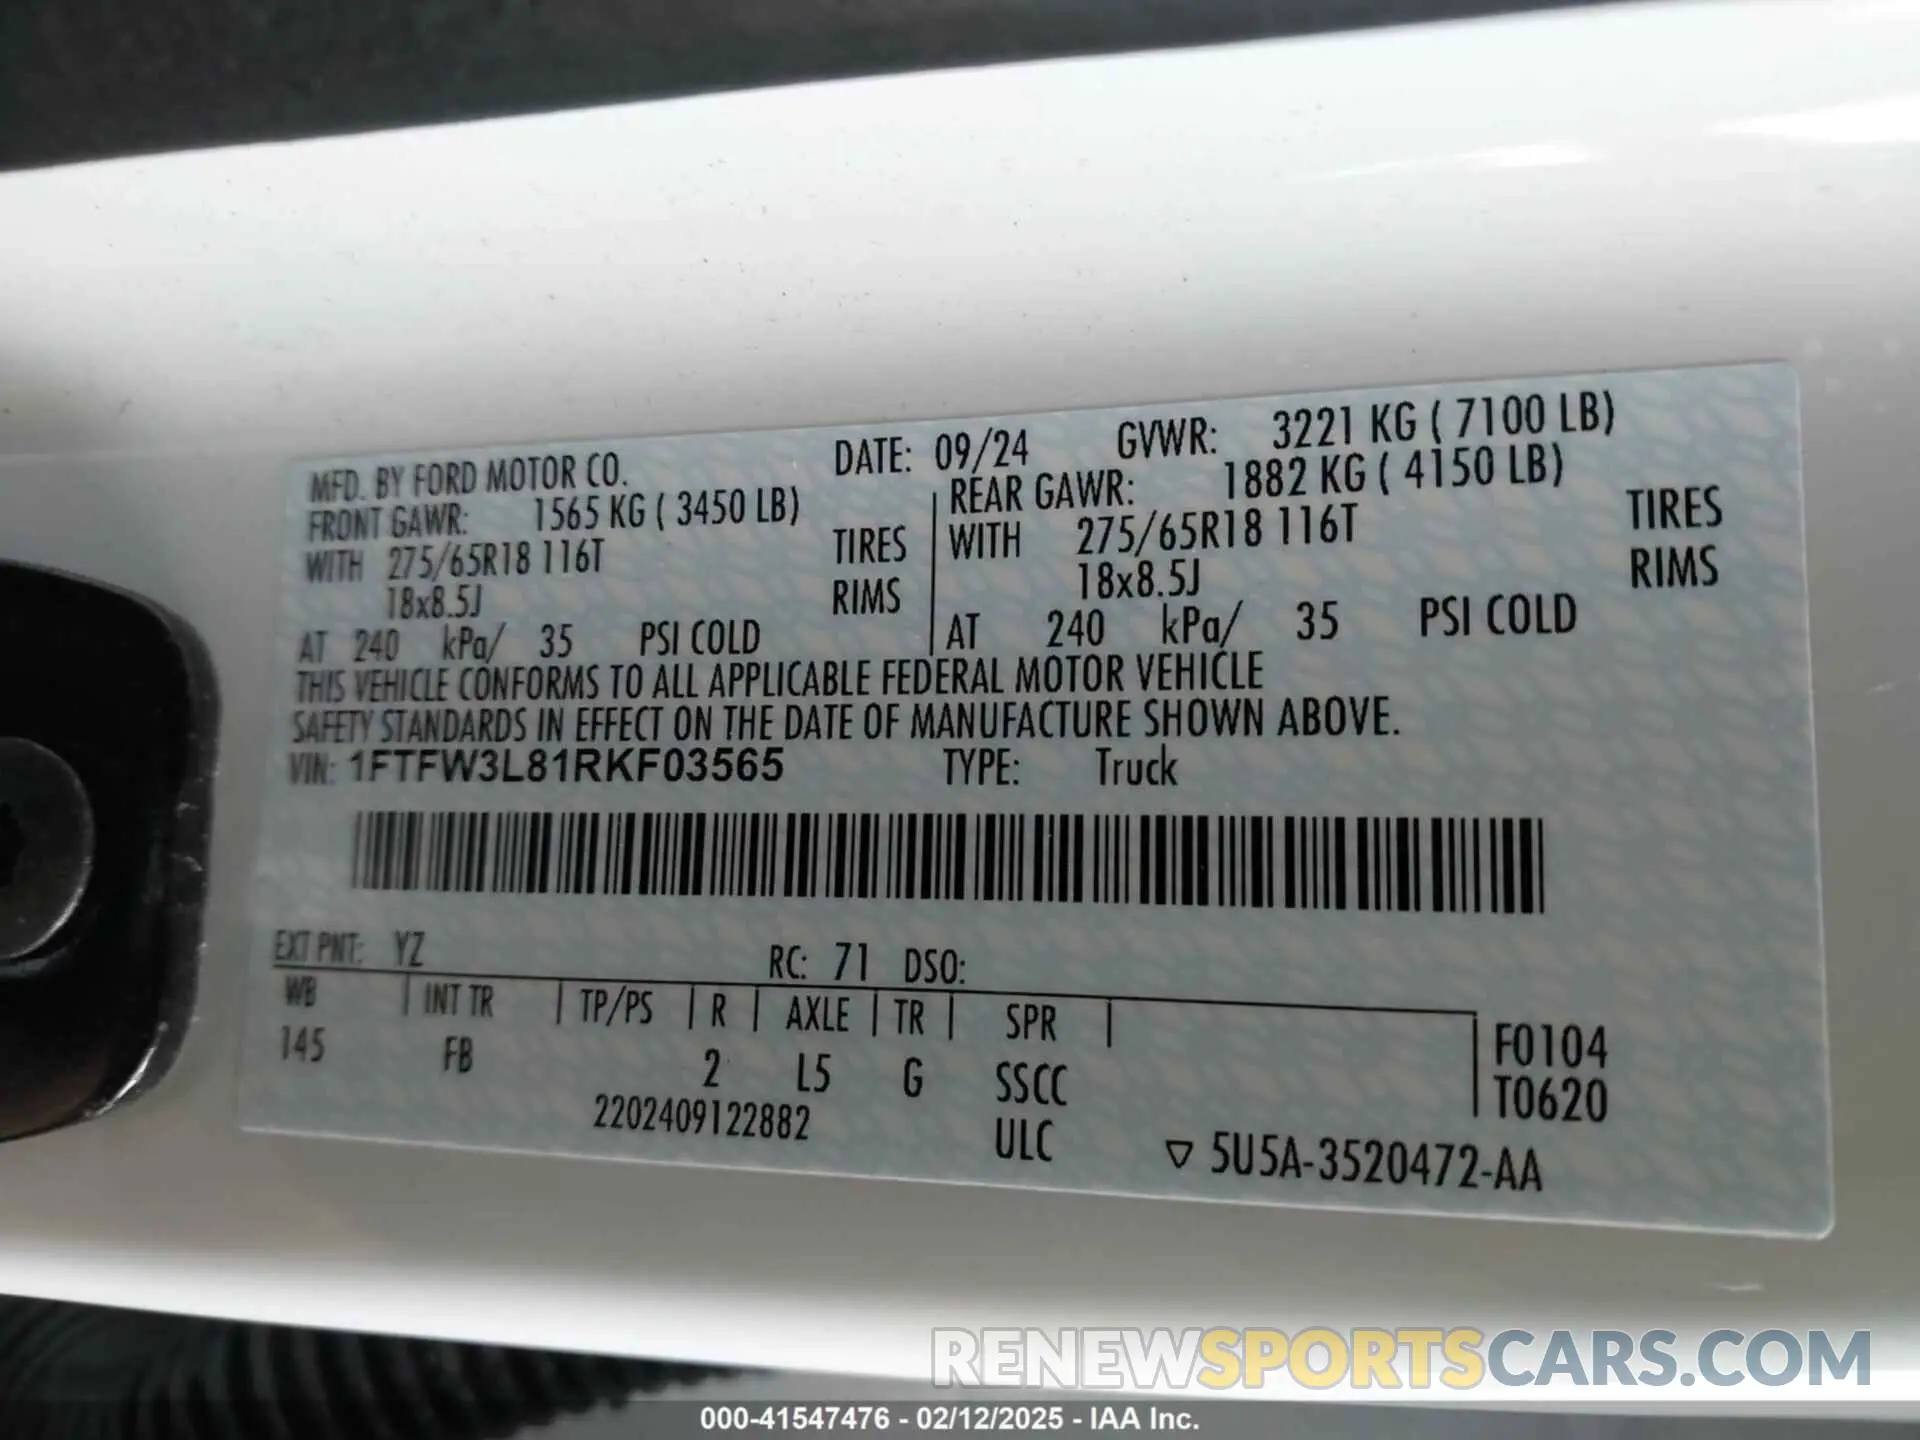 MFD. BY FORD MOTOR CO. DATE: 09/24 GVWR: 3221 KG ( 7100 LB)
FRONT GAWR: 1565 KG ( 3450 LB) REAR GAWR: 1882 KG ( 4150 LB)
WITH 275/65R18 116T TIRES WITH 275/65R18 116T TIRES
18x8.5J RIMS 18x8.5J RIMS
AT 240 kPa/ 35 PSI COLD AT 240 kPa/ 35 PSI COLD
THIS VEHICLE CONFORMS TO ALL APPLICABLE FEDERAL MOTOR VEHICLE
SAFETY STANDARDS IN EFFECT ON THE DATE OF MANUFACTURE SHOWN ABOVE.
VIN: 1FTFW3L81RKF03565 TYPE: Truck
EXT PNT: YZ RC: 71 DSO:
WB INT TR TP/PS R AXLE TR SPR F0104
145 FB 2 L5 G SSCC T0620
2202409122882 ULC ▽ 5U5A-3520472-AA
RENEWSPORTSCARS.COM
000-41547476 - 02/12/2025 - IAA Inc.